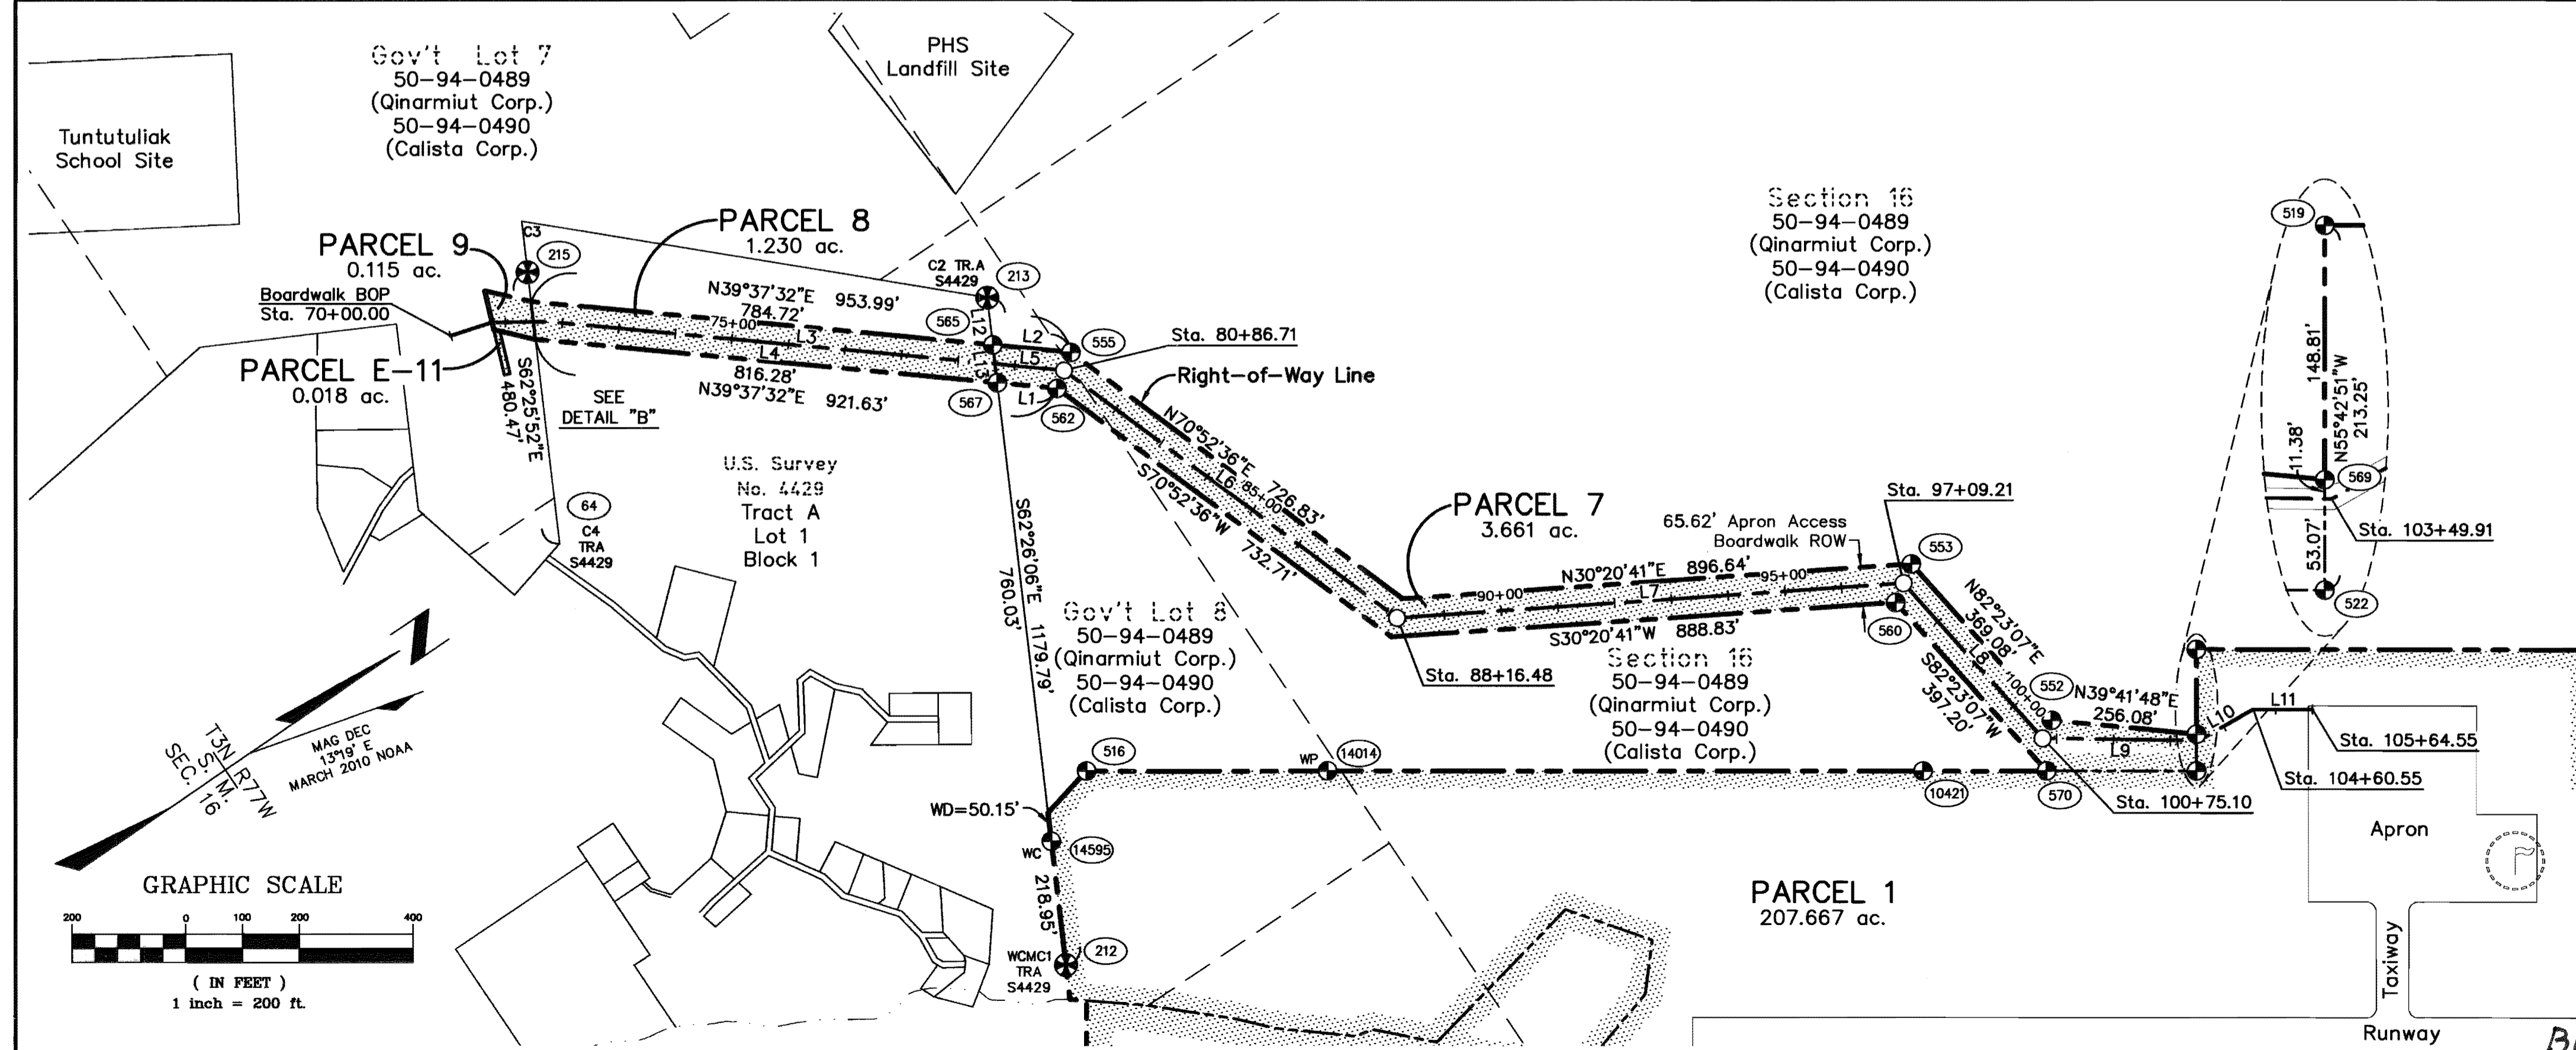 Gov't Lot 7
50-94-0489
(Qinarmiut Corp.)
50-94-0490
(Calista Corp.)
PHS
Landfill Site
Tuntutuliak
School Site
PARCEL 9
0.115 ac.
PARCEL 8
1.230 ac.
C3
215
C2 TR.A
S4429
213
Boardwalk BOP
Sta. 70+00.00
N39°37'32"E 953.99'
784.72'
75+00
L3
L4
816.28'
N39°37'32"E 921.63'
565
L12
L2
555
L5
L13
567
L1
562
Sta. 80+86.71
Right-of-Way Line
PARCEL E-11
0.018 ac.
480.47'
S62°25'52"E
SEE
DETAIL "B"
64
C4
TRA
S4429
U.S. Survey
No. 4429
Tract A
Lot 1
Block 1
S62°26'06"E 1179.79'
760.03'
N70°52'36"E 726.83'
L6
85+00
S70°52'36"W 732.71'
Section 16
50-94-0489
(Qinarmiut Corp.)
50-94-0490
(Calista Corp.)
PARCEL 7
3.661 ac.
Sta. 97+09.21
65.62' Apron Access
Boardwalk ROW
553
N30°20'41"E 896.64'
90+00
L7
95+00
S30°20'41"W 888.83'
560
Sta. 88+16.48
N82°23'07"E
369.08'
L8
100+00
S82°23'07"W
397.20'
552
N39°41'48"E
256.08'
L9
L10
L11
519
148.81'
N55°42'51"W
213.25'
11.38'
569
Sta. 103+49.91
53.07'
522
Gov't Lot 8
50-94-0489
(Qinarmiut Corp.)
50-94-0490
(Calista Corp.)
Section 16
50-94-0489
(Qinarmiut Corp.)
50-94-0490
(Calista Corp.)
Sta. 105+64.55
Sta. 104+60.55
Sta. 100+75.10
516
WP
14014
10421
570
WD=50.15'
WC
14595
218.95'
WCMC1
TRA
S4429
212
PARCEL 1
207.667 ac.
Apron
Taxiway
Runway
MAG DEC
13°19' E
MARCH 2010 NOAA
T3N R77W
S. M.
SEC. 16
GRAPHIC SCALE
200 0 100 200 400
( IN FEET )
1 inch = 200 ft.